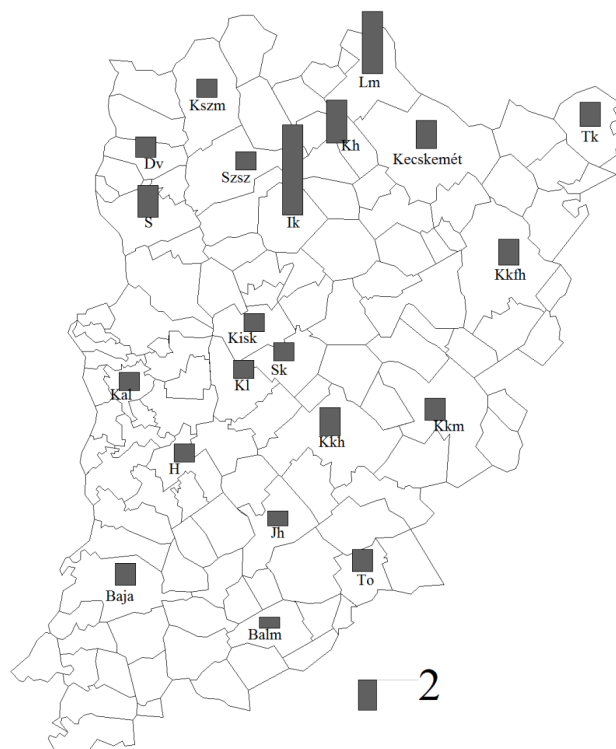 Lm
Kszm
Tk
Kh
Kecskemét
Dv
Szsz
S
Ik
Kkfh
Kisk
Sk
Kl
Kal
Kkm
Kkh
H
Jh
To
Baja
Balm
2